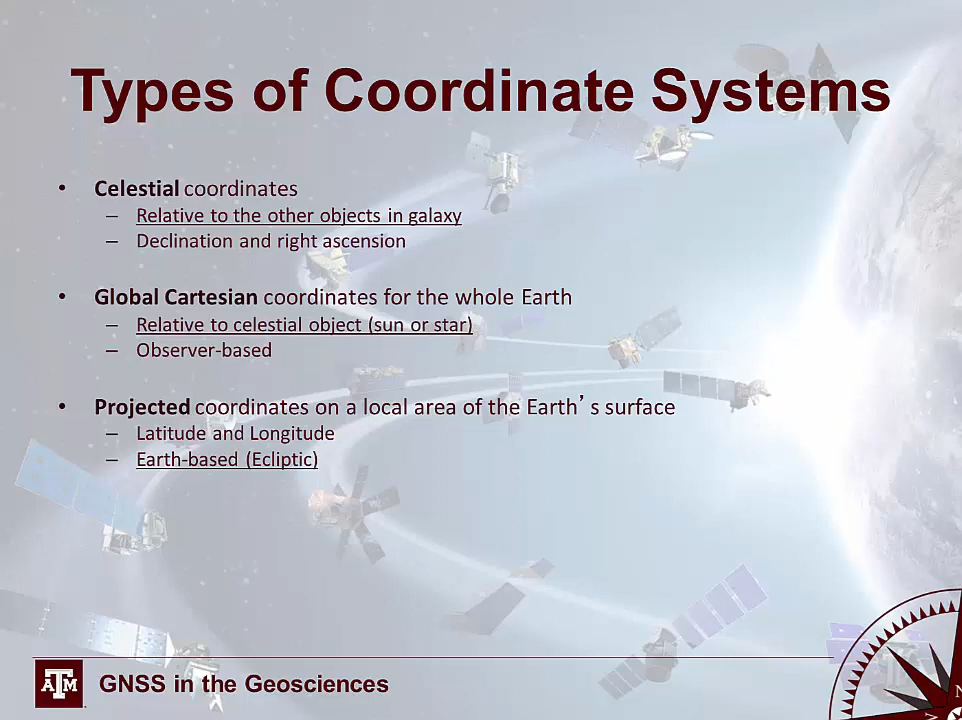 Types of Coordinate Systems
• Celestial coordinates
– Relative to the other objects in galaxy
– Declination and right ascension
• Global Cartesian coordinates for the whole Earth
– Relative to celestial object (sun or star)
– Observer-based
• Projected coordinates on a local area of the Earth’s surface
– Latitude and Longitude
– Earth-based (Ecliptic)
ATM
GNSS in the Geosciences
N